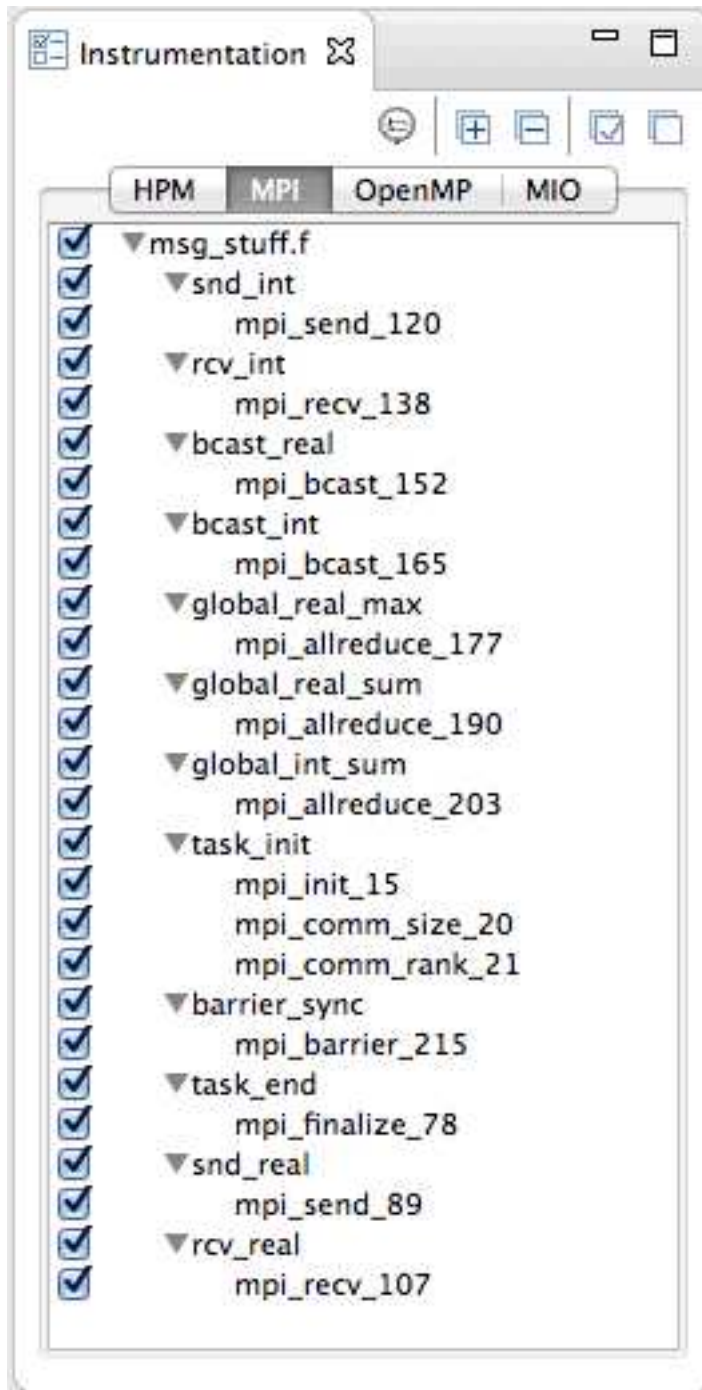 Instrumentation
HPM MPI OpenMP MIO
msg_stuff.f
snd_int
mpi_send_120
rcv_int
mpi_recv_138
bcast_real
mpi_bcast_152
bcast_int
mpi_bcast_165
global_real_max
mpi_allreduce_177
global_real_sum
mpi_allreduce_190
global_int_sum
mpi_allreduce_203
task_init
mpi_init_15
mpi_comm_size_20
mpi_comm_rank_21
barrier_sync
mpi_barrier_215
task_end
mpi_finalize_78
snd_real
mpi_send_89
rcv_real
mpi_recv_107